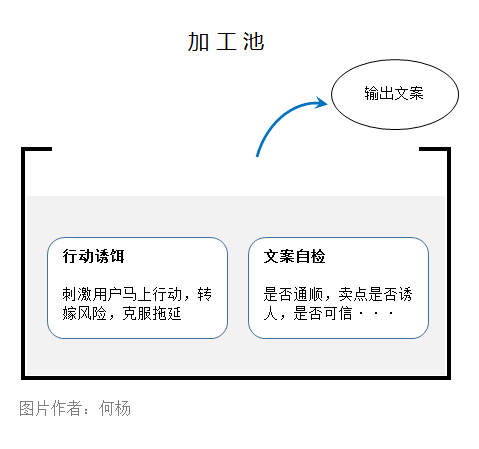 加工池
输出文案
行动诱饵
刺激用户马上行动，转
嫁风险，克服拖延
文案自检
是否通顺，卖点是否诱
人，是否可信···
图片作者：何杨